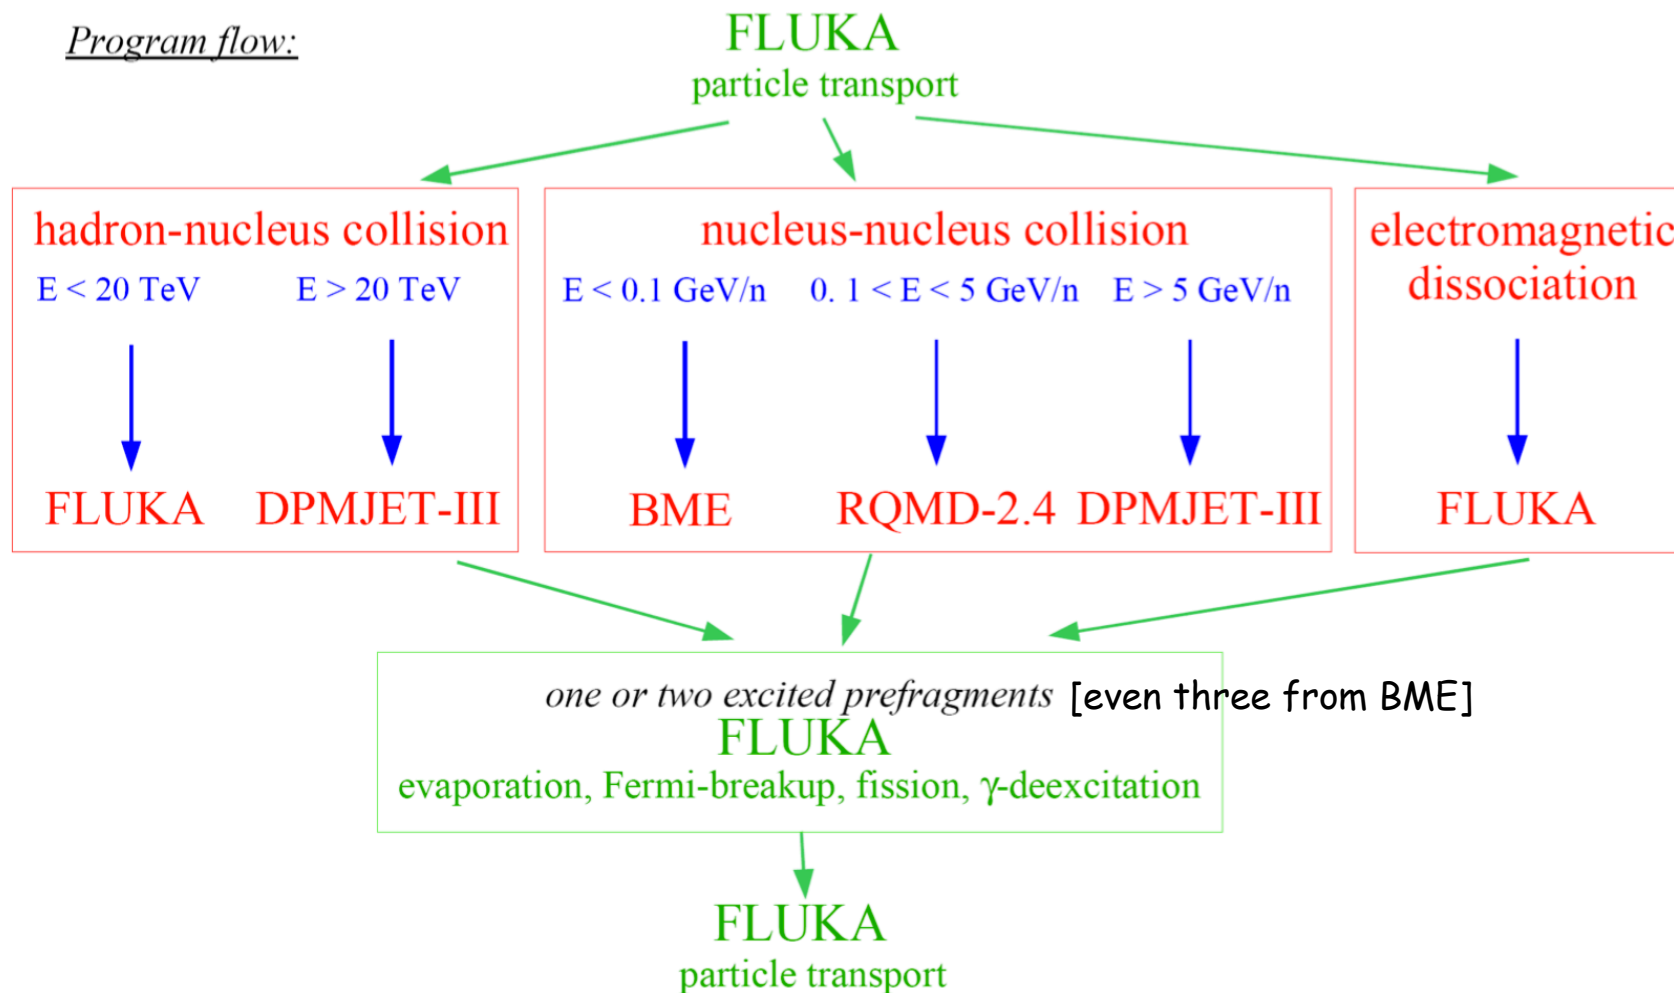 Program flow:
FLUKA
particle transport
hadron-nucleus collision
E < 20 TeV
E > 20 TeV
FLUKA
DPMJET-III
nucleus-nucleus collision
E < 0.1 GeV/n
0. 1 < E < 5 GeV/n
E > 5 GeV/n
BME
RQMD-2.4
DPMJET-III
electromagnetic
dissociation
FLUKA
one or two excited prefragments [even three from BME]
FLUKA
evaporation, Fermi-breakup, fission, γ-deexcitation
FLUKA
particle transport